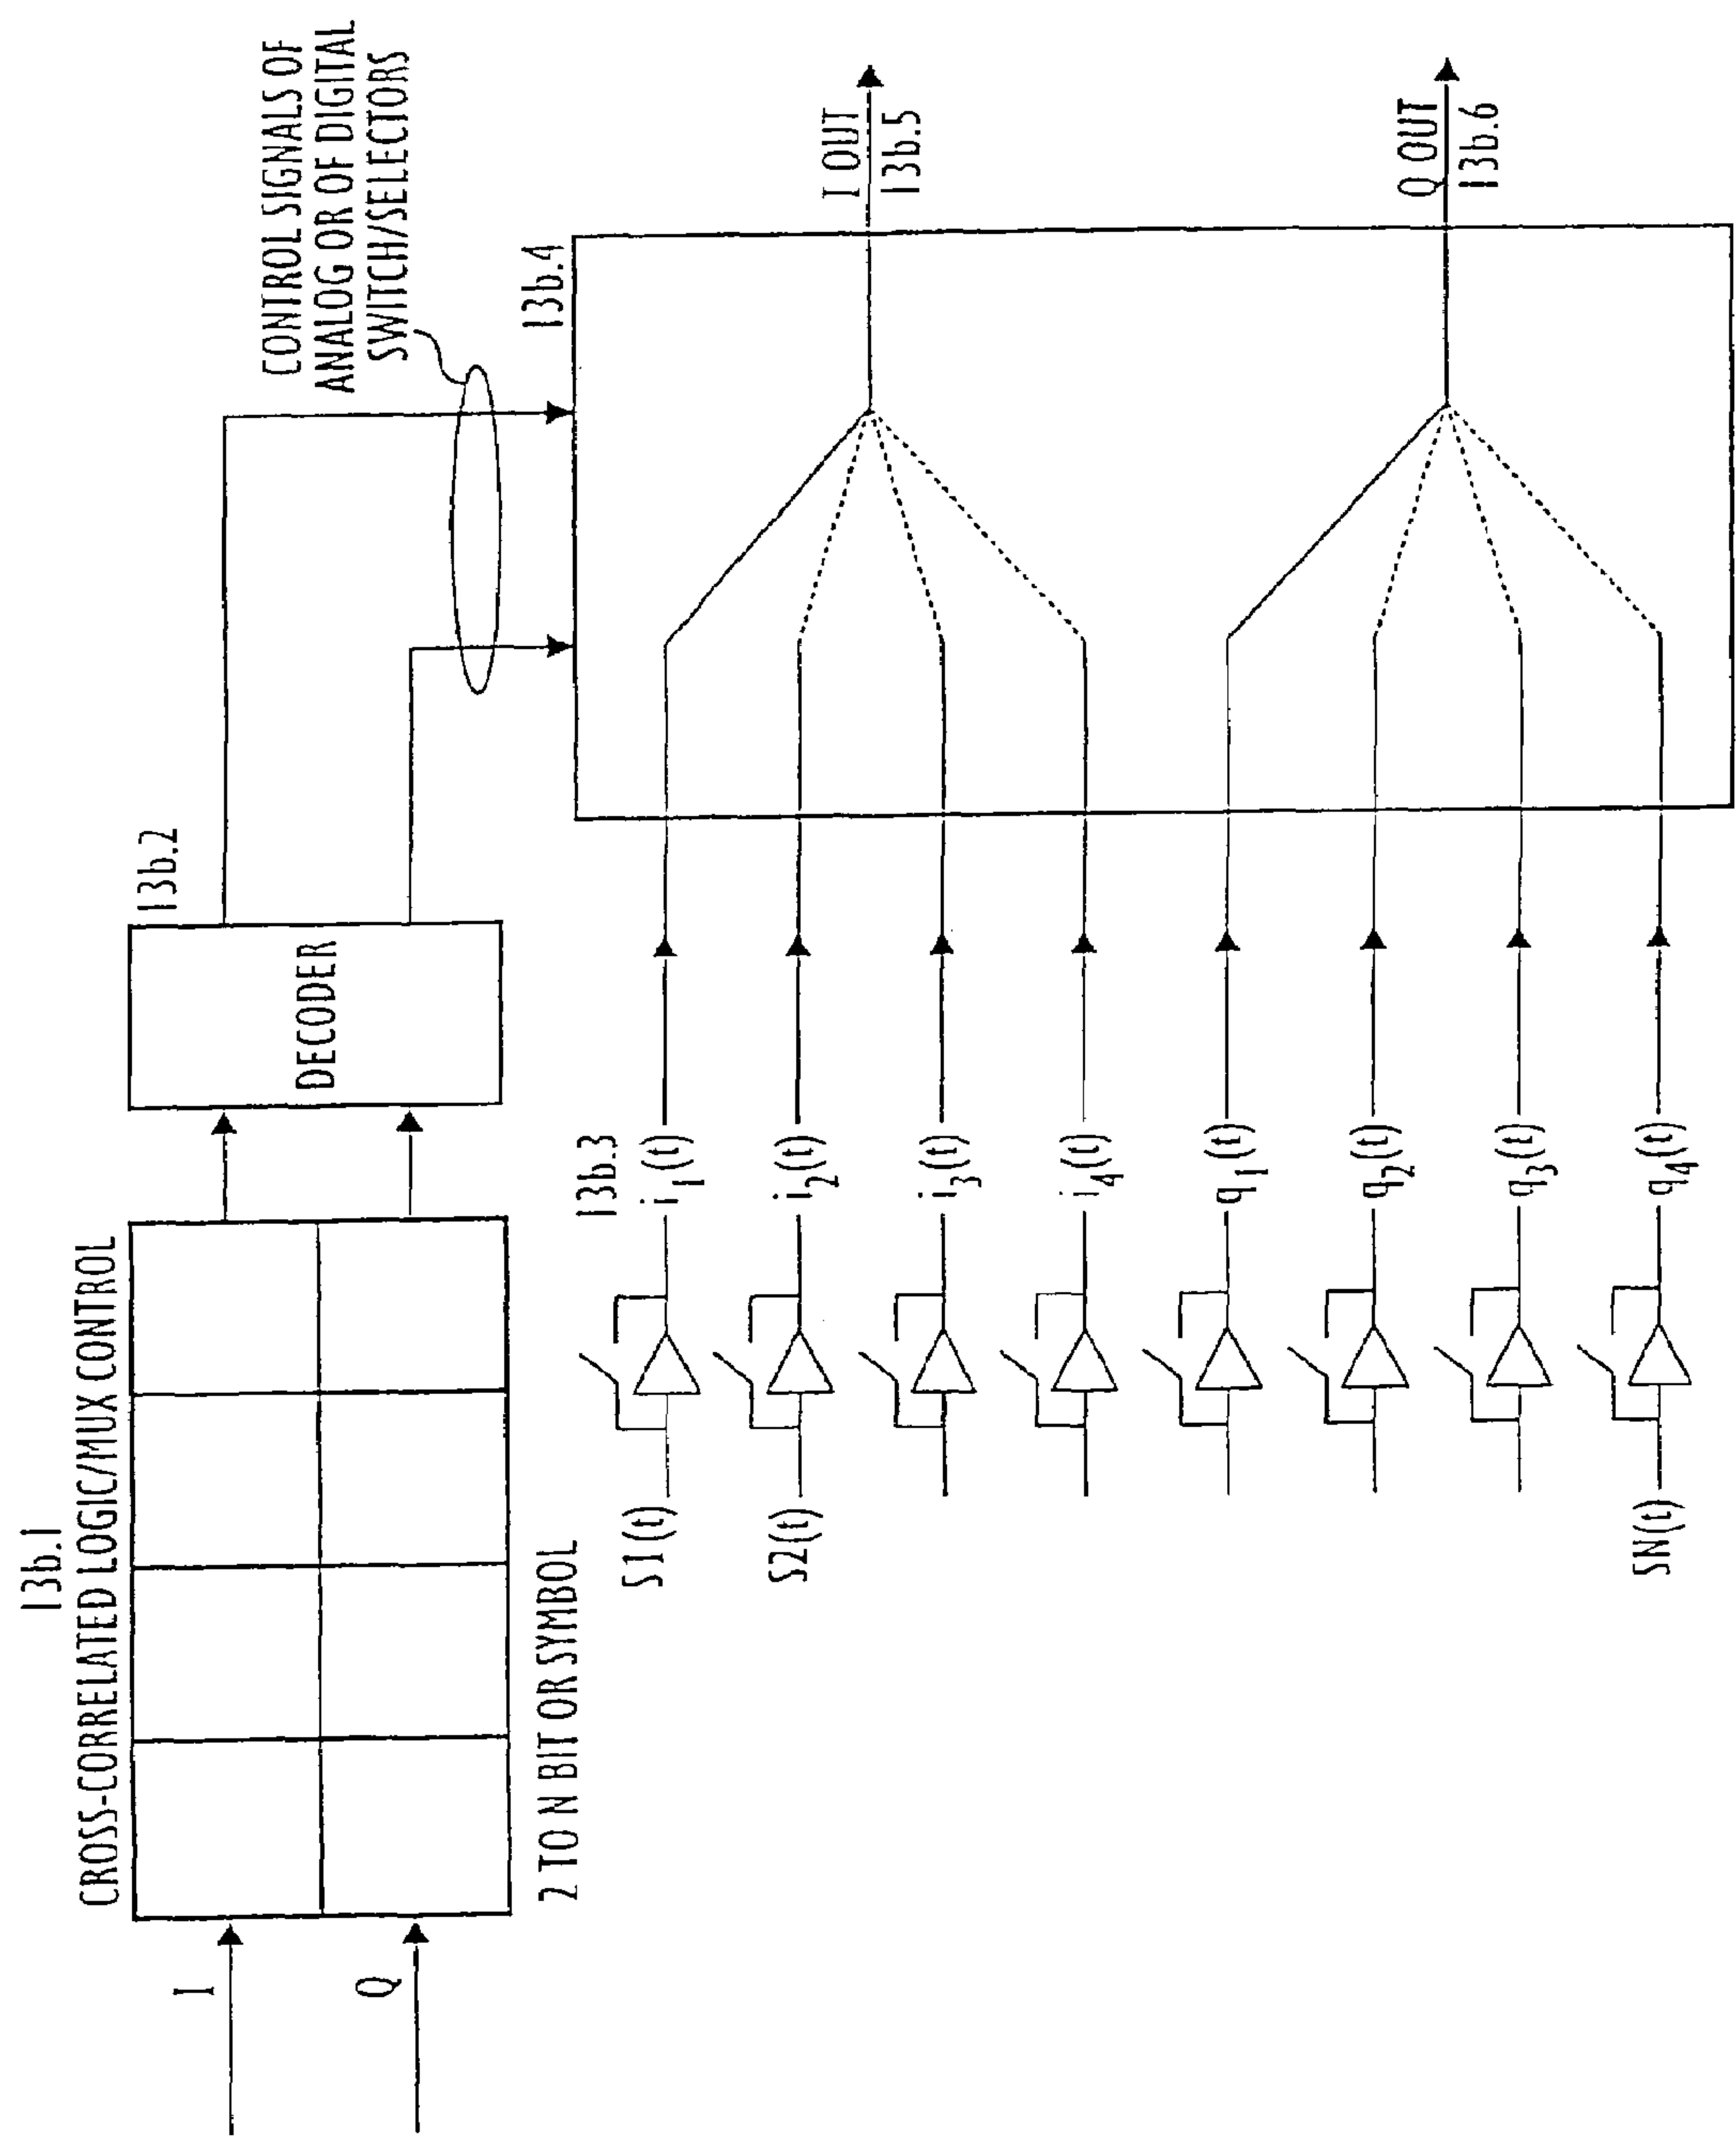 13b.1
CROSS-CORRELATED LOGIC/MUX CONTROL
I
Q
2 TO N BIT OR SYMBOL
13b.2
DECODER
CONTROL SIGNALS OF
ANALOG OR OF DIGITAL
SWITCH/SELECTORS
13b.4
13b.3
S1(t)
i1(t)
S2(t)
i2(t)
i3(t)
i4(t)
q1(t)
q2(t)
q3(t)
SN(t)
q4(t)
I OUT
13b.5
Q OUT
13b.6